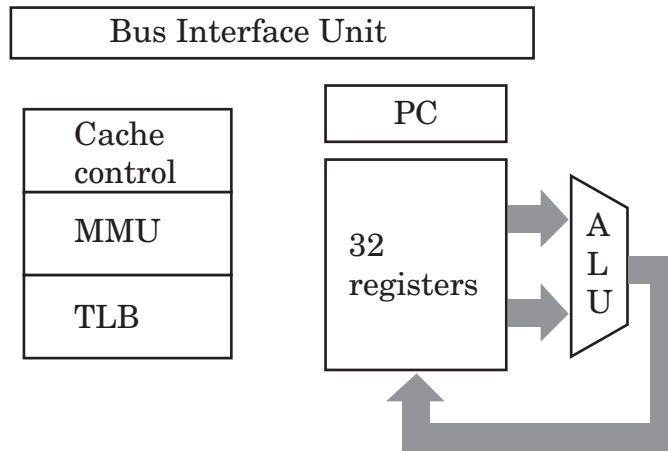 Bus Interface Unit
Cache
control
MMU
TLB
PC
32
registers
A
L
U